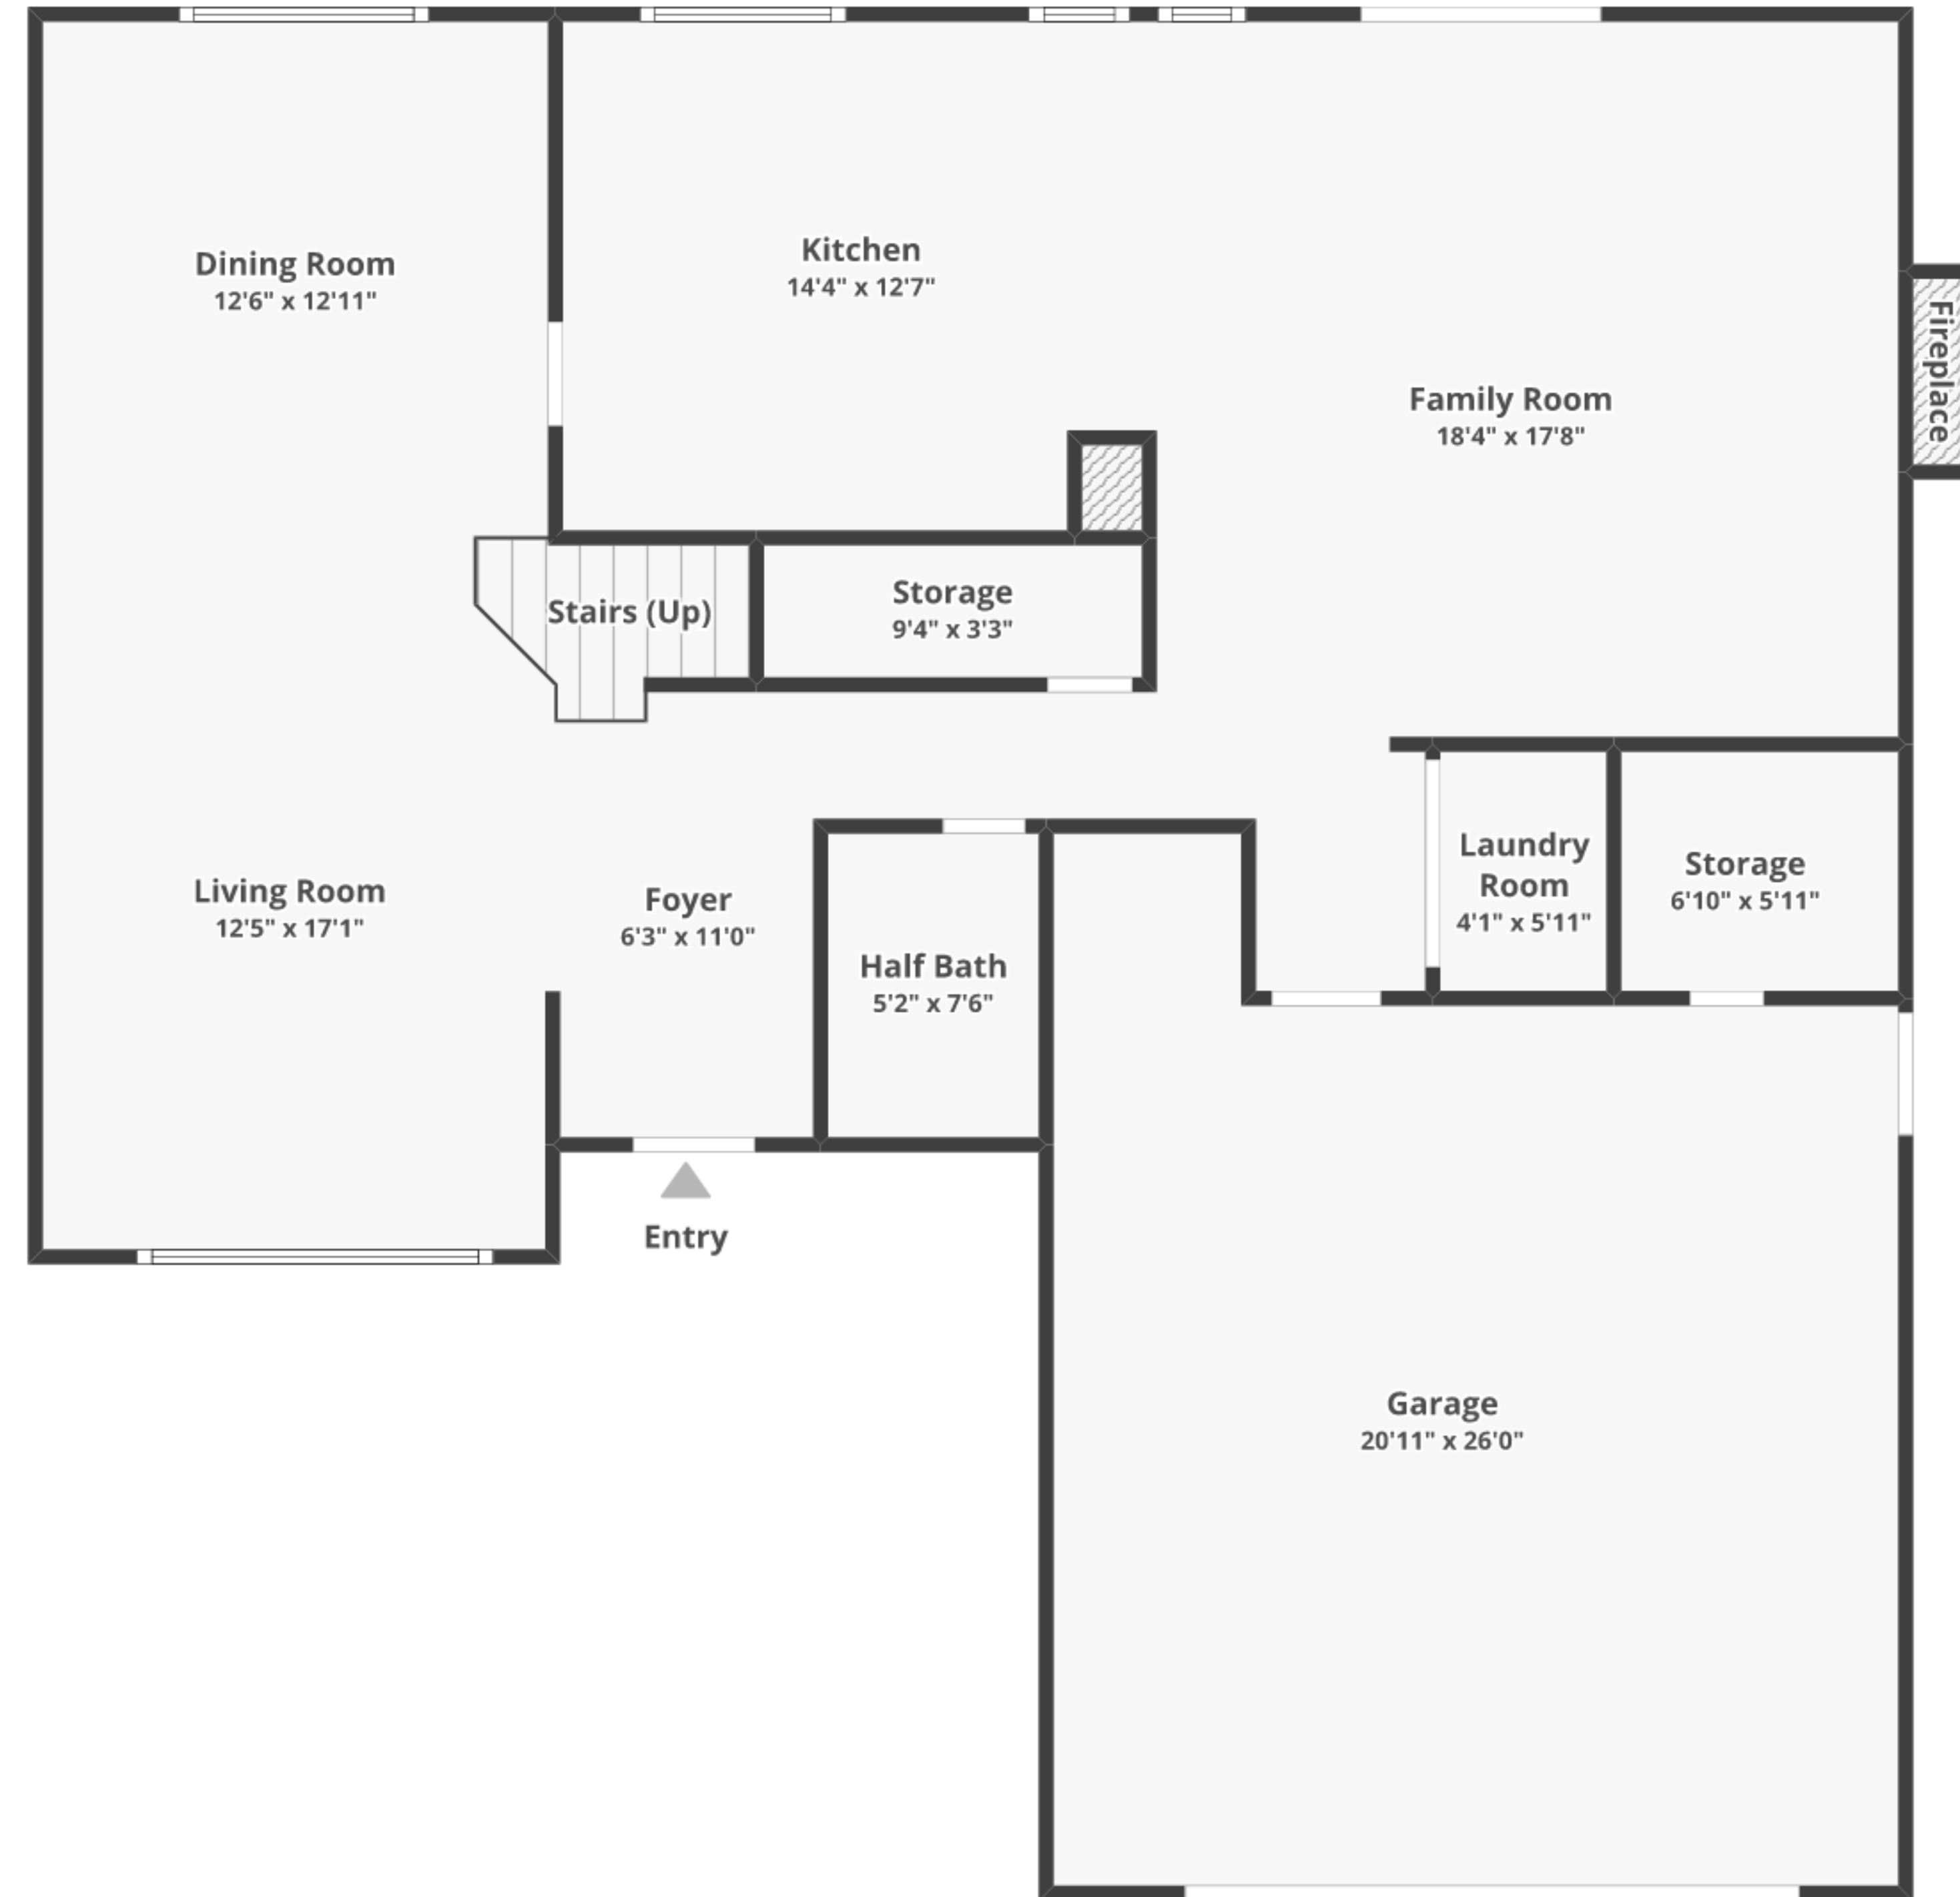 Dining Room
12'6" x 12'11"
Kitchen
14'4" x 12'7"
Family Room
18'4" x 17'8"
Fireplace
Stairs (Up)
Storage
9'4" x 3'3"
Living Room
12'5" x 17'1"
Foyer
6'3" x 11'0"
Half Bath
5'2" x 7'6"
Laundry
Room
4'1" x 5'11"
Storage
6'10" x 5'11"
Entry
Garage
20'11" x 26'0"